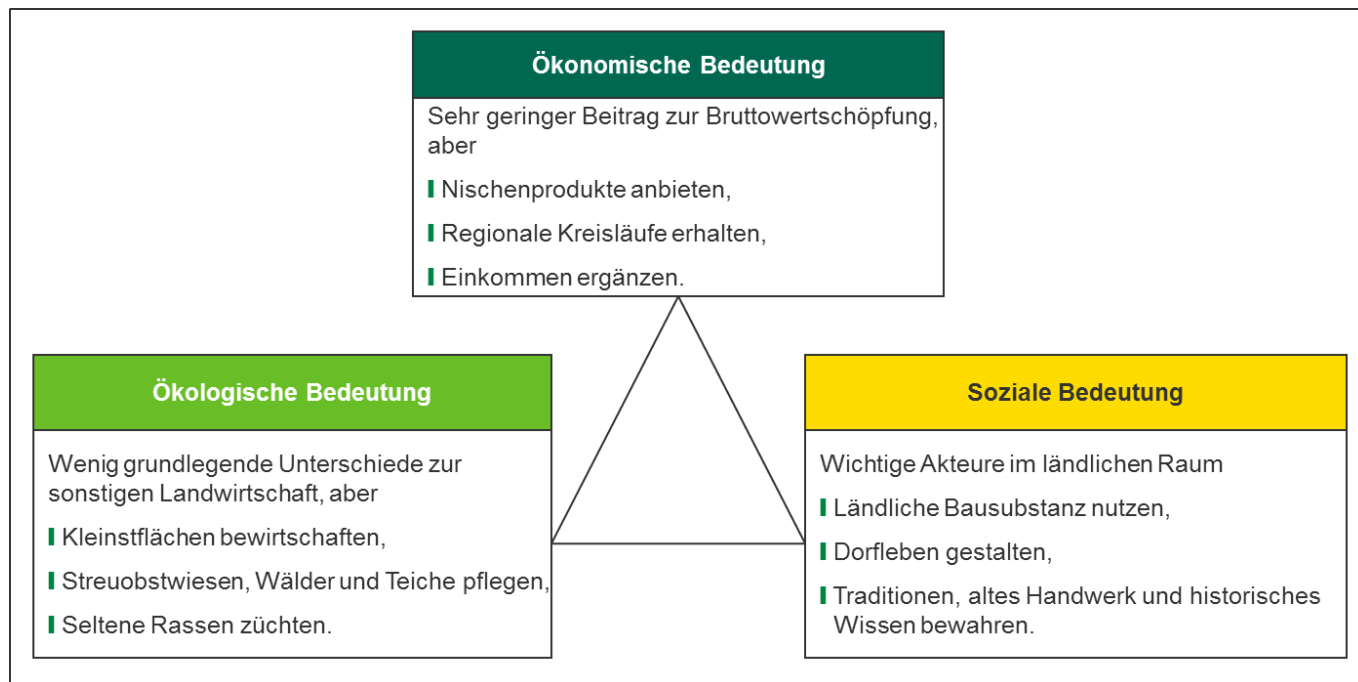 Ökonomische Bedeutung
Sehr geringer Beitrag zur Bruttowertschöpfung,
aber
Nischenprodukte anbieten,
Regionale Kreisläufe erhalten,
Einkommen ergänzen.
Ökologische Bedeutung
Wenig grundlegende Unterschiede zur
sonstigen Landwirtschaft, aber
Kleinstflächen bewirtschaften,
Streuobstwiesen, Wälder und Teiche pflegen,
Seltene Rassen züchten.
Soziale Bedeutung
Wichtige Akteure im ländlichen Raum
Ländliche Bausubstanz nutzen,
Dorfleben gestalten,
Traditionen, altes Handwerk und historisches
Wissen bewahren.